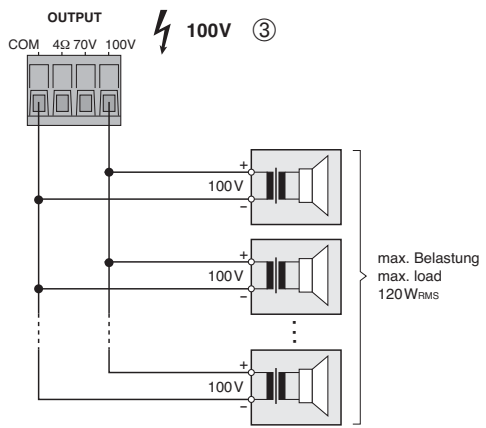 OUTPUT
100V ③
COM 4Ω 70V 100V
+
100V
–
+
100V
–
max. Belastung
max. load
120WRMS
+
100V
–